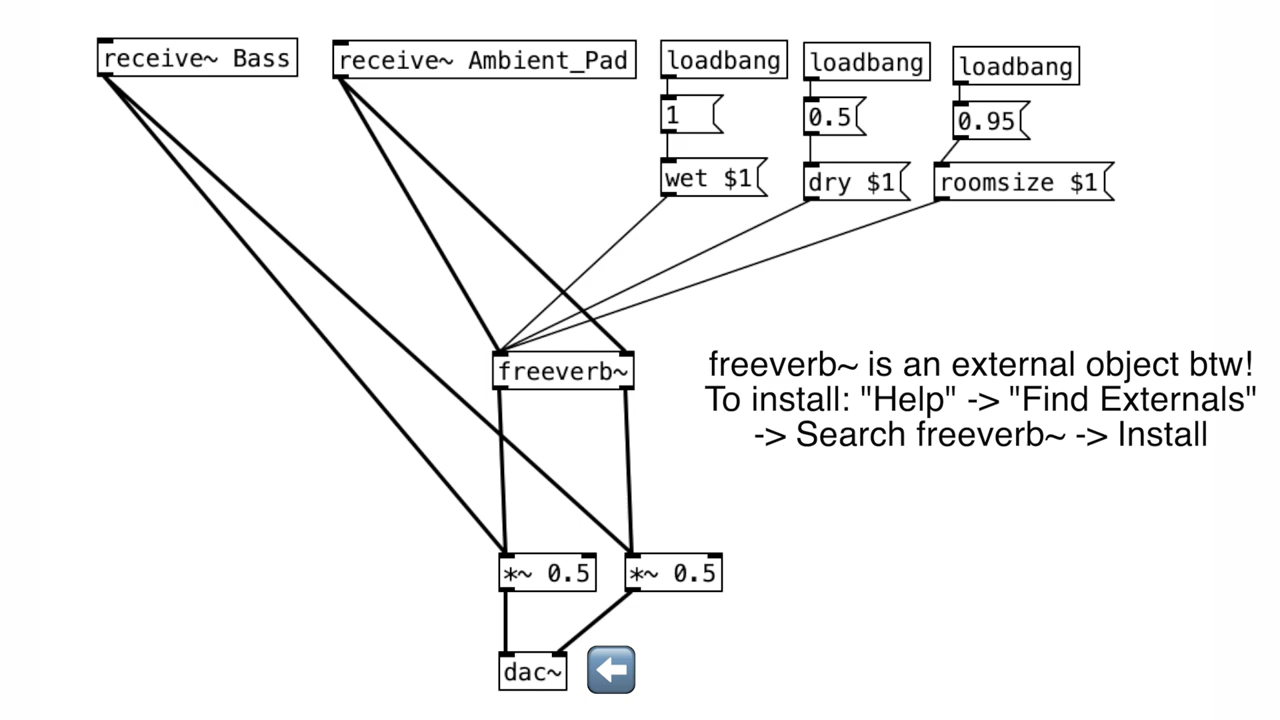 receive~ Bass
receive~ Ambient_Pad
loadbang
loadbang
loadbang
1
0.5
0.95
wet $1
dry $1
roomsize $1
freeverb~
freeverb~ is an external object btw!
To install: "Help" -> "Find Externals"
-> Search freeverb~ -> Install
*~ 0.5
*~ 0.5
dac~